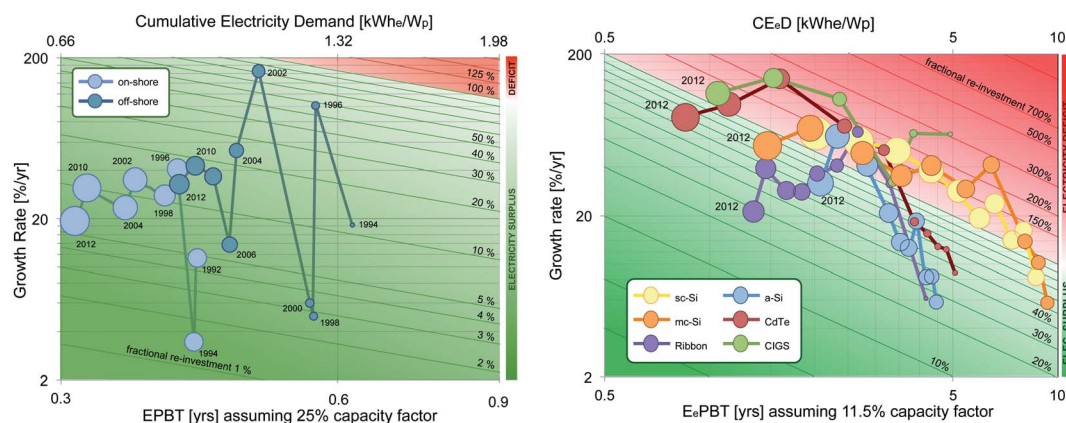 Cumulative Electricity Demand [kWhe/Wp]
0.66 1.32 1.98
200
20
2
Growth Rate [%/yr]
on-shore
off-shore
2002
1996
125 %
100 %
50 %
40 %
30 %
20 %
10 %
5 %
4 %
3 %
2 %
DEFICIT
ELECTRICITY SURPLUS
2010
2002
1996
2010
2004
2012
2004
1998
2012
1994
2006
1992
2000
1998
1994
fractional re-investment 1 %
0.3 0.6 0.9
EPBT [yrs] assuming 25% capacity factor
CEeD [kWhe/Wp]
0.5 5 10
200
20
2
Growth rate [%/yr]
fractional re-investment 700%
500%
300%
200%
150%
40%
30%
20%
10%
2012
2012
2012
2012
2012
sc-Si
mc-Si
Ribbon
a-Si
CdTe
CIGS
0.5 5 10
EePBT [yrs] assuming 11.5% capacity factor